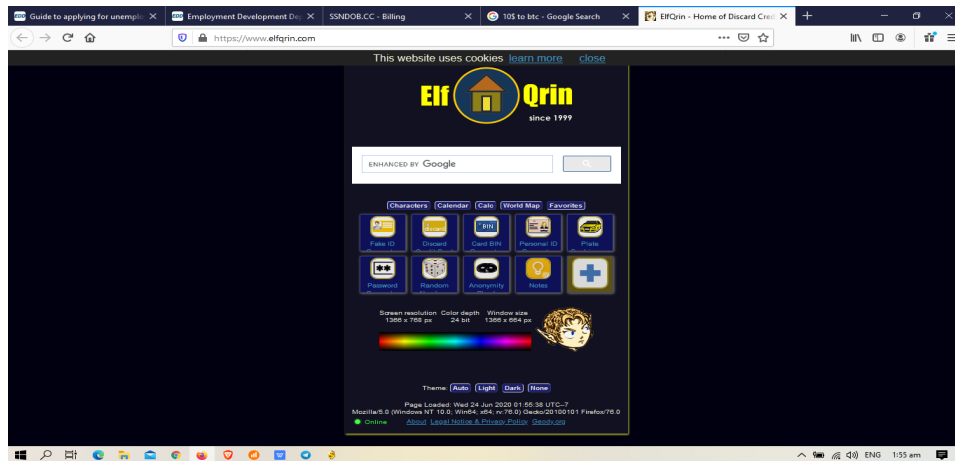 Guide to applying for unemplo
Employment Development Dep
SSNDOB.CC - Billing
10$ to btc - Google Search
ElfQrin - Home of Discard Cred
https://www.elfqrin.com
This website uses cookies learn more close
Elf Qrin
since 1999
ENHANCED BY Google
Characters Calendar Calc World Map Favorites
discard BIN
Fake ID Discard Card BIN Personal ID Plate
Password Random Anonymity Notes
Screen resolution Color depth Window size
1366 x 768 px 24 bit 1366 x 664 px
Theme: Auto Light Dark None
Page Loaded: Wed 24 Jun 2020 01:55:38 UTC-7
Mozilla/5.0 (Windows NT 10.0; Win64; x64; rv:76.0) Gecko/20100101 Firefox/76.0
Online About Legal Notice & Privacy Policy Geody.org
ENG 1:55 am